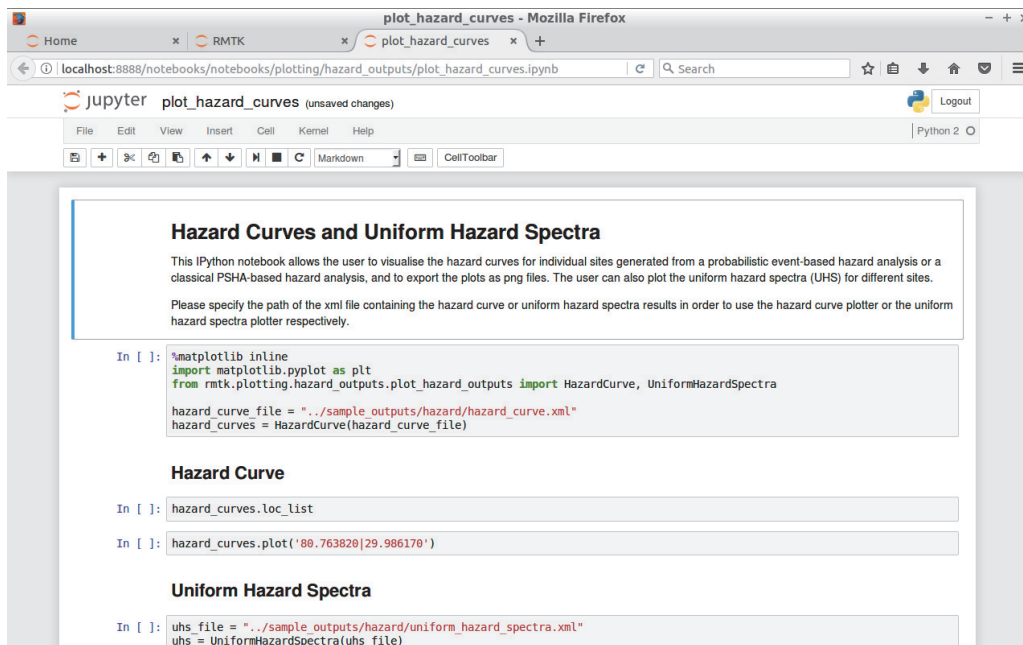 plot_hazard_curves - Mozilla Firefox
Home
RMTK
plot_hazard_curves
localhost:8888/notebooks/notebooks/plotting/hazard_outputs/plot_hazard_curves.ipynb
Search
jupyter plot_hazard_curves (unsaved changes)
Logout
File Edit View Insert Cell Kernel Help
Python 2
Markdown
CellToolbar
Hazard Curves and Uniform Hazard Spectra
This IPython notebook allows the user to visualise the hazard curves for individual sites generated from a probabilistic event-based hazard analysis or a
classical PSHA-based hazard analysis, and to export the plots as png files. The user can also plot the uniform hazard spectra (UHS) for different sites.
Please specify the path of the xml file containing the hazard curve or uniform hazard spectra results in order to use the hazard curve plotter or the uniform
hazard spectra plotter respectively.
In [ ]: %matplotlib inline
import matplotlib.pyplot as plt
from rmtk.plotting.hazard_outputs.plot_hazard_outputs import HazardCurve, UniformHazardSpectra
hazard_curve_file = "../sample_outputs/hazard/hazard_curve.xml"
hazard_curves = HazardCurve(hazard_curve_file)
Hazard Curve
In [ ]: hazard_curves.loc_list
In [ ]: hazard_curves.plot('80.763820|29.986170')
Uniform Hazard Spectra
In [ ]: uhs_file = "../sample_outputs/hazard/uniform_hazard_spectra.xml"
uhs = UniformHazardSpectra(uhs_file)